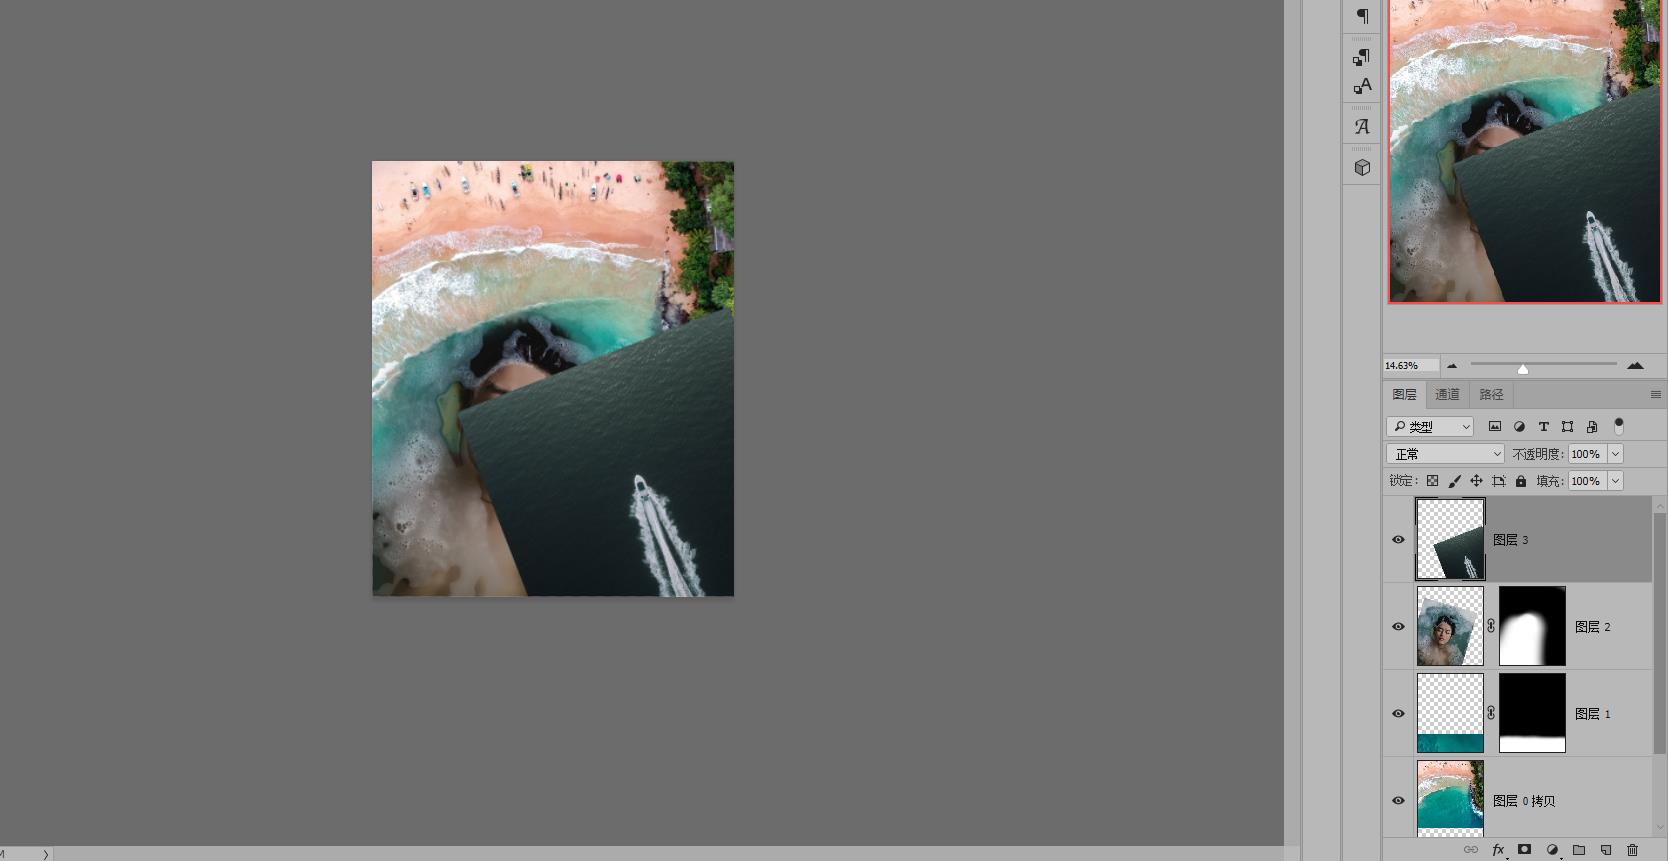 14.63%
图层 通道 路径
类型
正常 不透明度: 100%
锁定: 填充: 100%
图层 3
图层 2
图层 1
图层 0 拷贝
fx